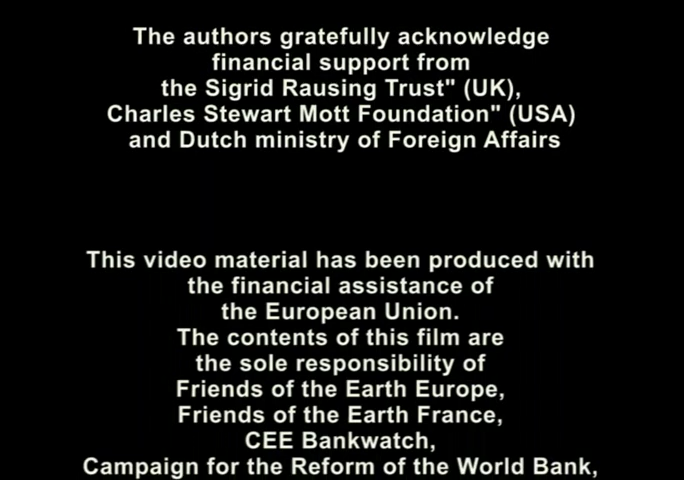 The authors gratefully acknowledge
financial support from
the Sigrid Rausing Trust" (UK),
Charles Stewart Mott Foundation" (USA)
and Dutch ministry of Foreign Affairs
This video material has been produced with
the financial assistance of
the European Union.
The contents of this film are
the sole responsibility of
Friends of the Earth Europe,
Friends of the Earth France,
CEE Bankwatch,
Campaign for the Reform of the World Bank,